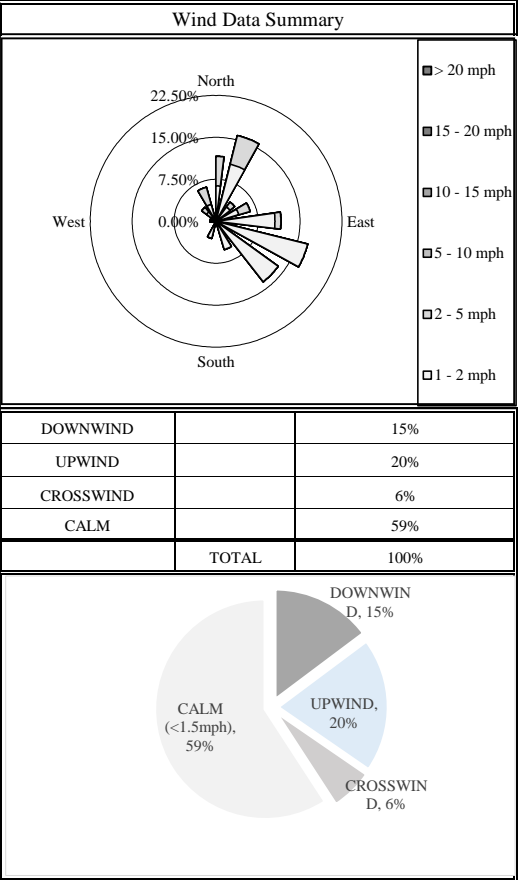 Wind Data Summary
North
22.50%
15.00%
7.50%
0.00%
West
East
South
> 20 mph
15 - 20 mph
10 - 15 mph
5 - 10 mph
2 - 5 mph
1 - 2 mph
DOWNWIND 15%
UPWIND 20%
CROSSWIND 6%
CALM 59%
TOTAL 100%
DOWNWIN
D, 15%
UPWIND,
20%
CROSSWIN
D, 6%
CALM
(<1.5mph),
59%